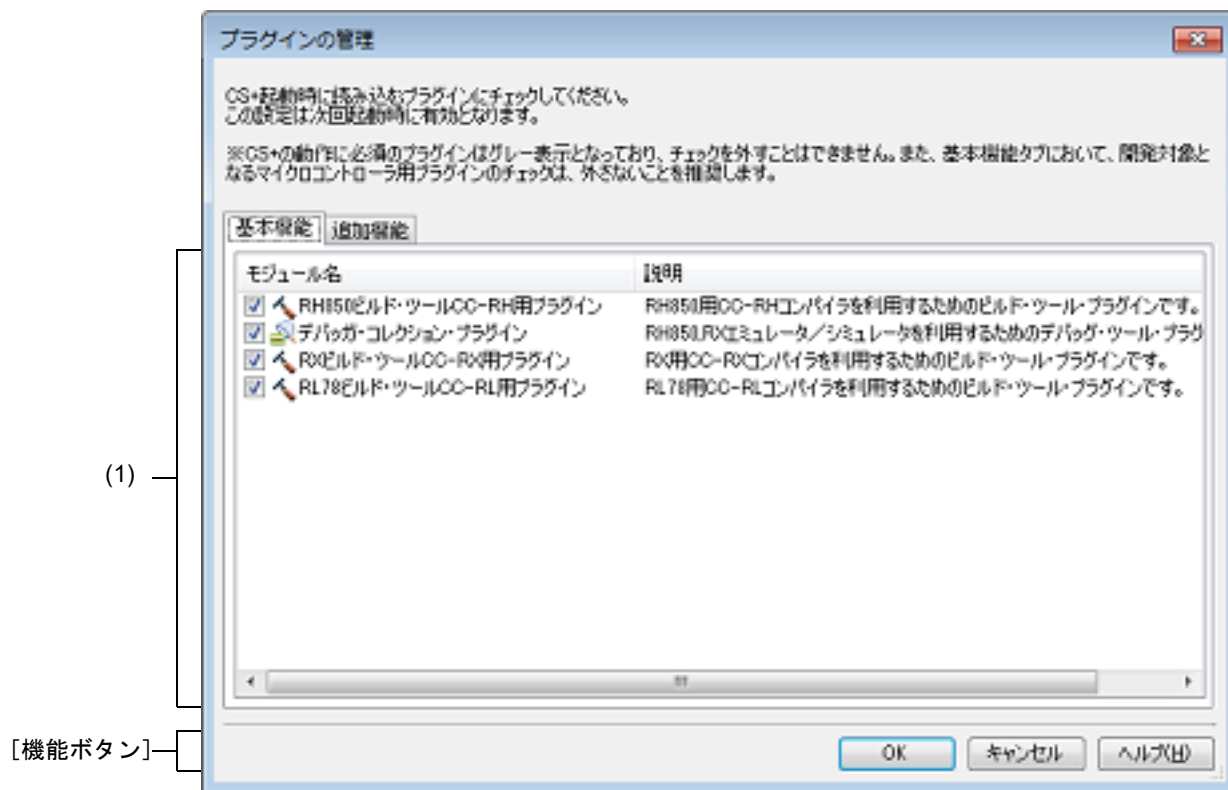 プラグインの管理
CS+起動時に読み込むプラグインにチェックしてください。
この設定は次回起動時に有効となります。
※CS+の動作に必須のプラグインはグレー表示となっており、チェックを外すことはできません。また、基本機能タブにおいて、開発対象と
なるマイクロコントローラ用プラグインのチェックは、外さないことを推奨します。
基本機能 追加機能
モジュール名 説明
RH850ビルド・ツールCC-RH用プラグイン RH850用CC-RHコンパイラを利用するためのビルド・ツール・プラグインです。
デバッガ・コレクション・プラグイン RH850,RXエミュレータ/シミュレータを利用するためのデバッグ・ツール・プラグ
RXビルド・ツールCC-RX用プラグイン RX用CC-RXコンパイラを利用するためのビルド・ツール・プラグインです。
RL78ビルド・ツールCC-RL用プラグイン RL78用CC-RLコンパイラを利用するためのビルド・ツール・プラグインです。
(1)
[機能ボタン]
OK キャンセル ヘルプ(H)